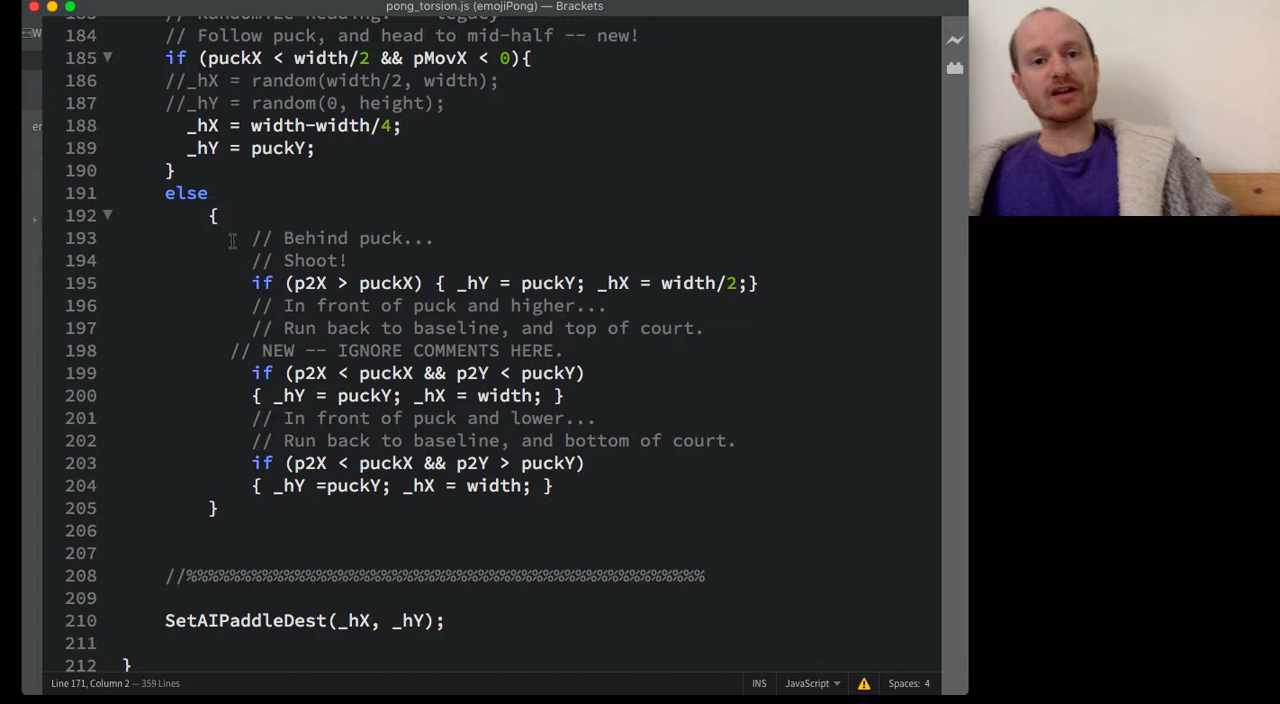 pong_torsion.js (emojiPong) — Brackets
183 // Randomize heading. -- legacy
184 // Follow puck, and head to mid-half -- new!
185 if (puckX < width/2 && pMovX < 0){
186 //_hX = random(width/2, width);
187 //_hY = random(0, height);
188 _hX = width-width/4;
189 _hY = puckY;
190 }
191 else
192 {
193 // Behind puck...
194 // Shoot!
195 if (p2X > puckX) { _hY = puckY; _hX = width/2;}
196 // In front of puck and higher...
197 // Run back to baseline, and top of court.
198 // NEW -- IGNORE COMMENTS HERE.
199 if (p2X < puckX && p2Y < puckY)
200 { _hY = puckY; _hX = width; }
201 // In front of puck and lower...
202 // Run back to baseline, and bottom of court.
203 if (p2X < puckX && p2Y > puckY)
204 { _hY =puckY; _hX = width; }
205 }
206
207
208 //%%%%%%%%%%%%%%%%%%%%%%%%%%%%%%%%%%%%%%%%%%%%%%%%
209
210 SetAIPaddleDest(_hX, _hY);
211
212 }
Line 171, Column 2 — 359 Lines
INS JavaScript Spaces: 4